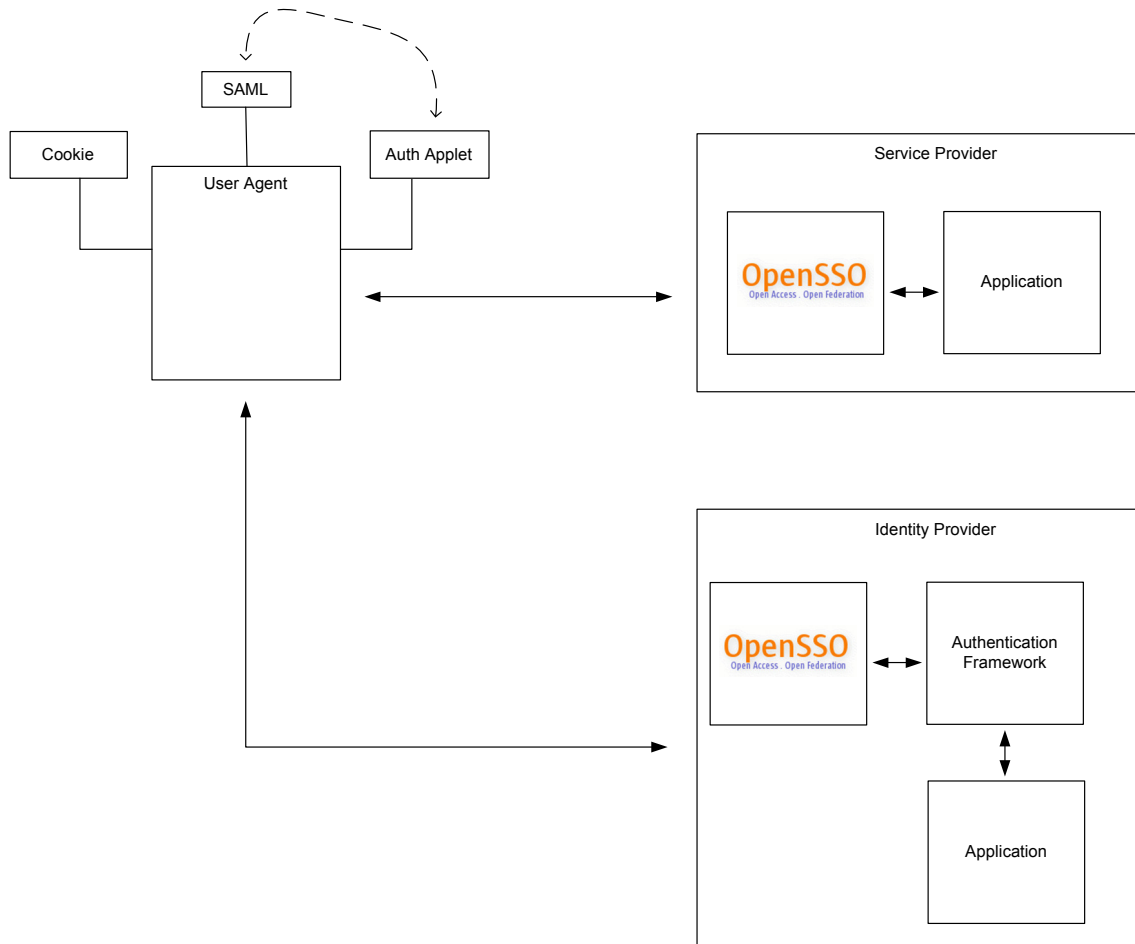 SAML
Cookie
Auth Applet
User Agent
Service Provider
OpenSSO
Open Access . Open Federation
Application
Identity Provider
OpenSSO
Open Access . Open Federation
Authentication
Framework
Application